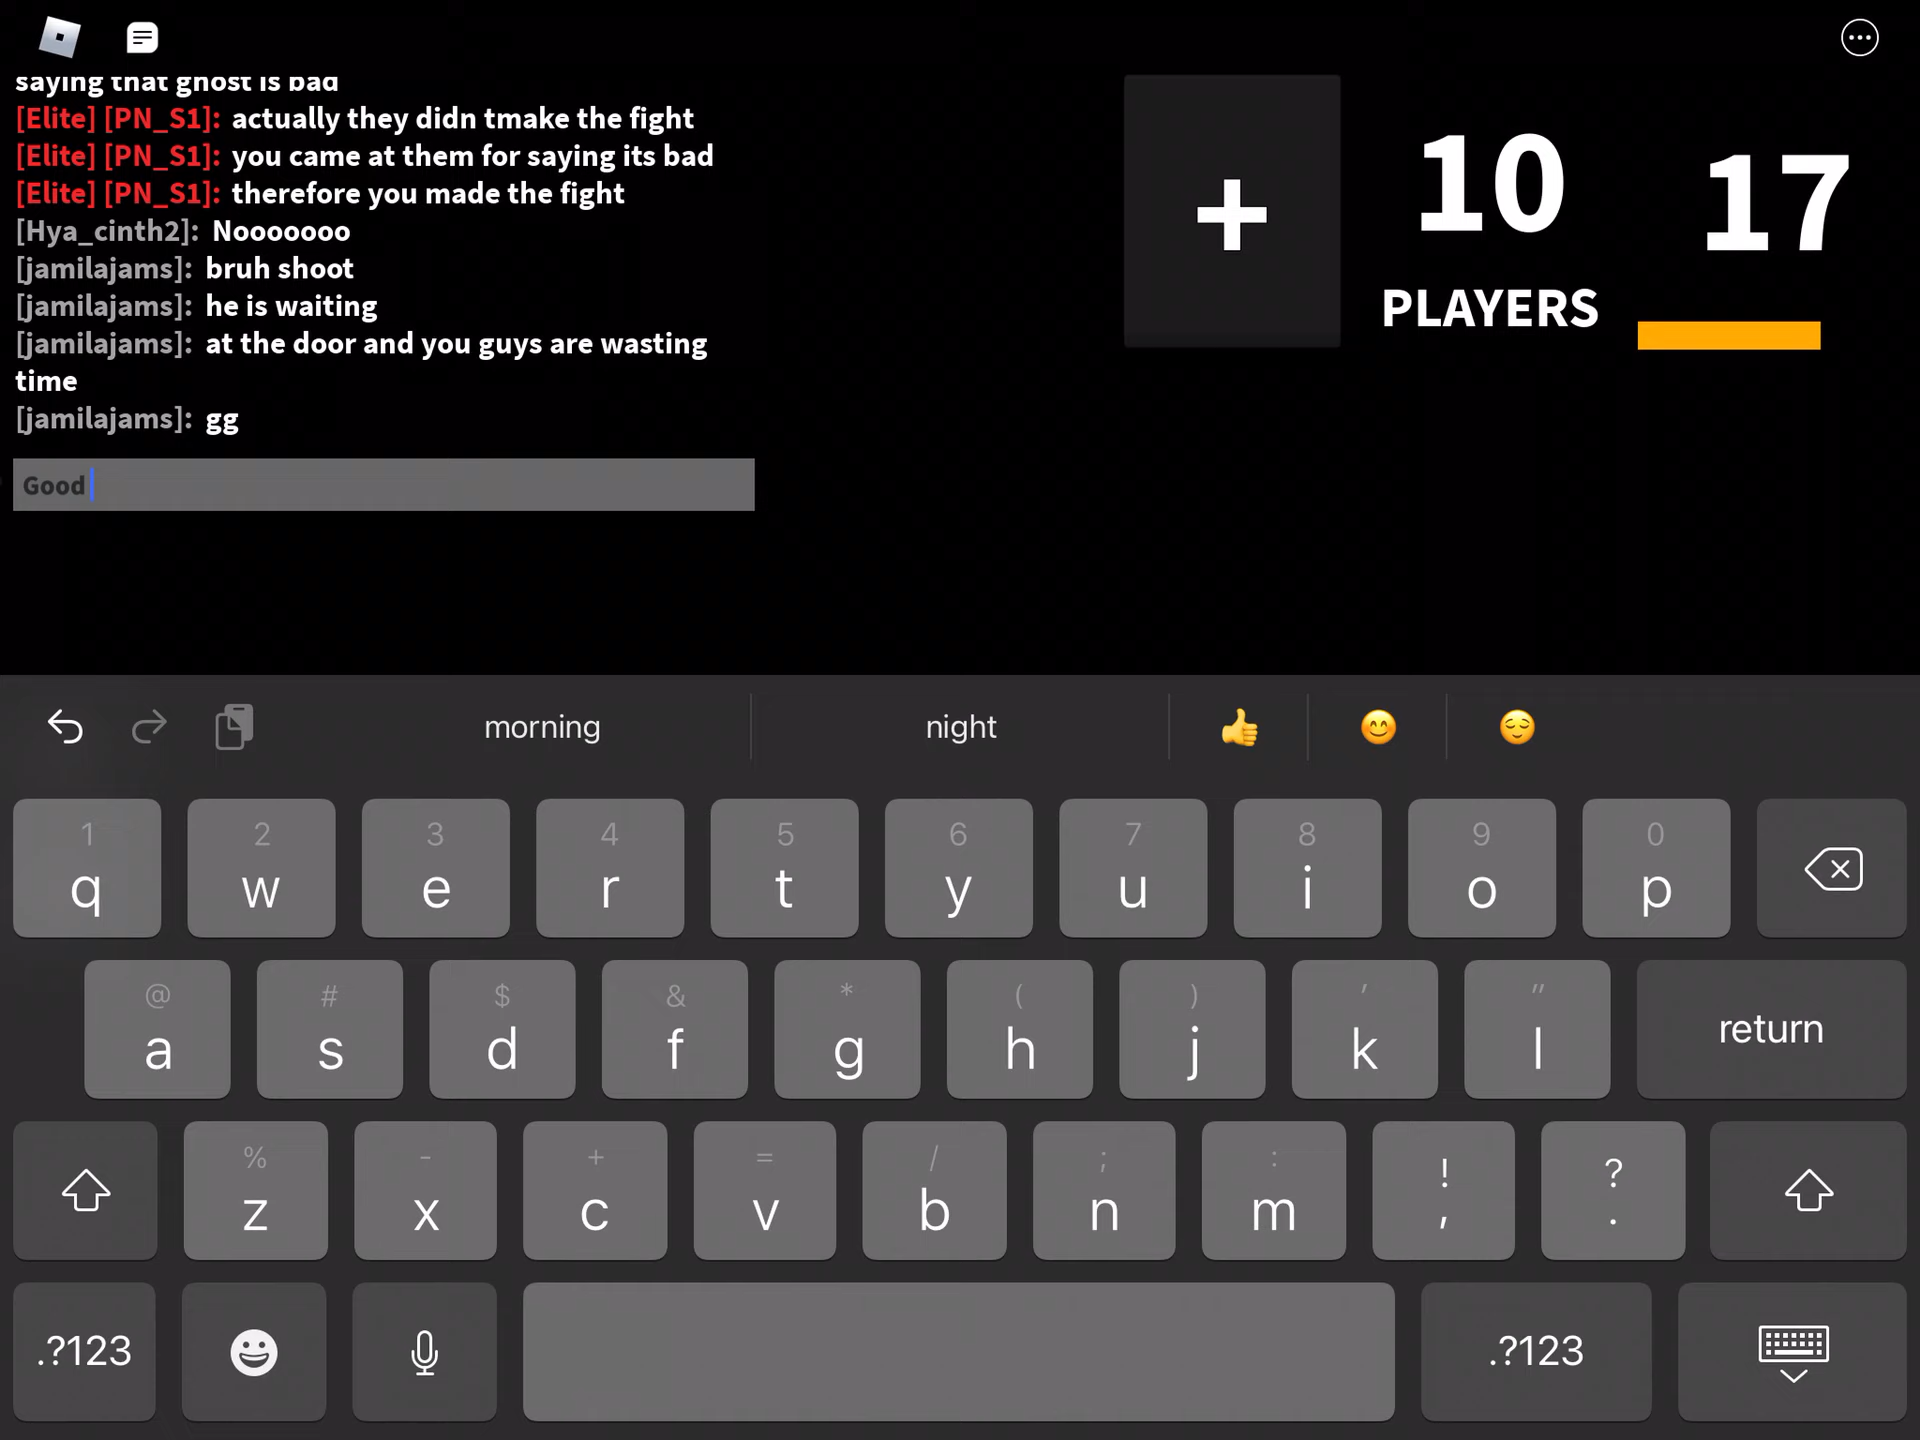 saying that ghost is bad
[Elite] [PN_S1]: actually they didn tmake the fight
[Elite] [PN_S1]: you came at them for saying its bad
[Elite] [PN_S1]: therefore you made the fight
[Hya_cinth2]: Nooooooo
[jamilajams]: bruh shoot
[jamilajams]: he is waiting
[jamilajams]: at the door and you guys are wasting
time
[jamilajams]: gg
Good
+
10
PLAYERS
17
morning night
1 2 3 4 5 6 7 8 9 0
q w e r t y u i o p
@ # $ & * ( ) ' "
a s d f g h j k l return
% - + = / ; : ! ?
z x c v b n m , .
.?123 .?123